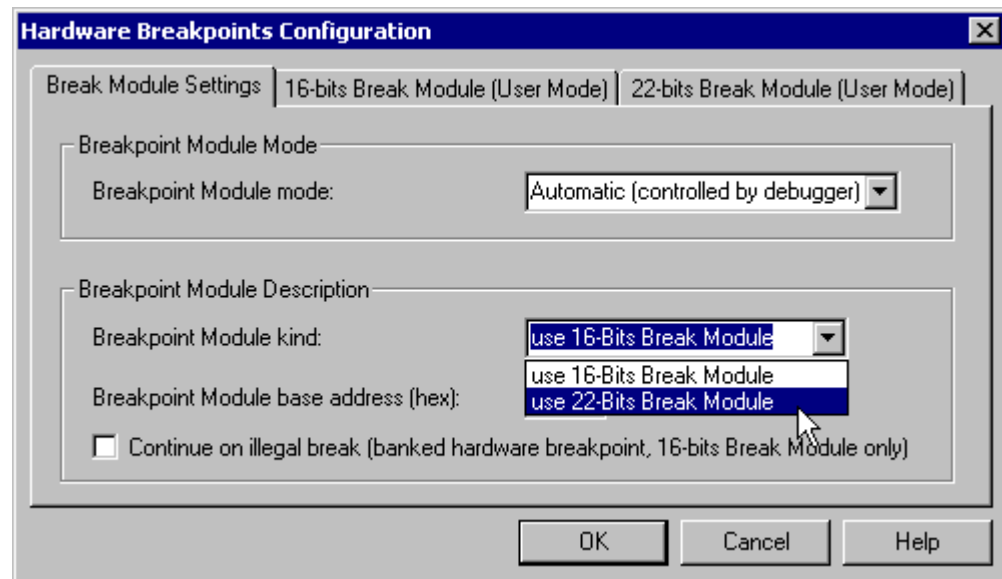 Hardware Breakpoints Configuration
Break Module Settings 16-bits Break Module (User Mode) 22-bits Break Module (User Mode)
Breakpoint Module Mode
Breakpoint Module mode: Automatic (controlled by debugger)
Breakpoint Module Description
Breakpoint Module kind: use 16-Bits Break Module
use 16-Bits Break Module
Breakpoint Module base address (hex): use 22-Bits Break Module
Continue on illegal break (banked hardware breakpoint, 16-bits Break Module only)
OK Cancel Help